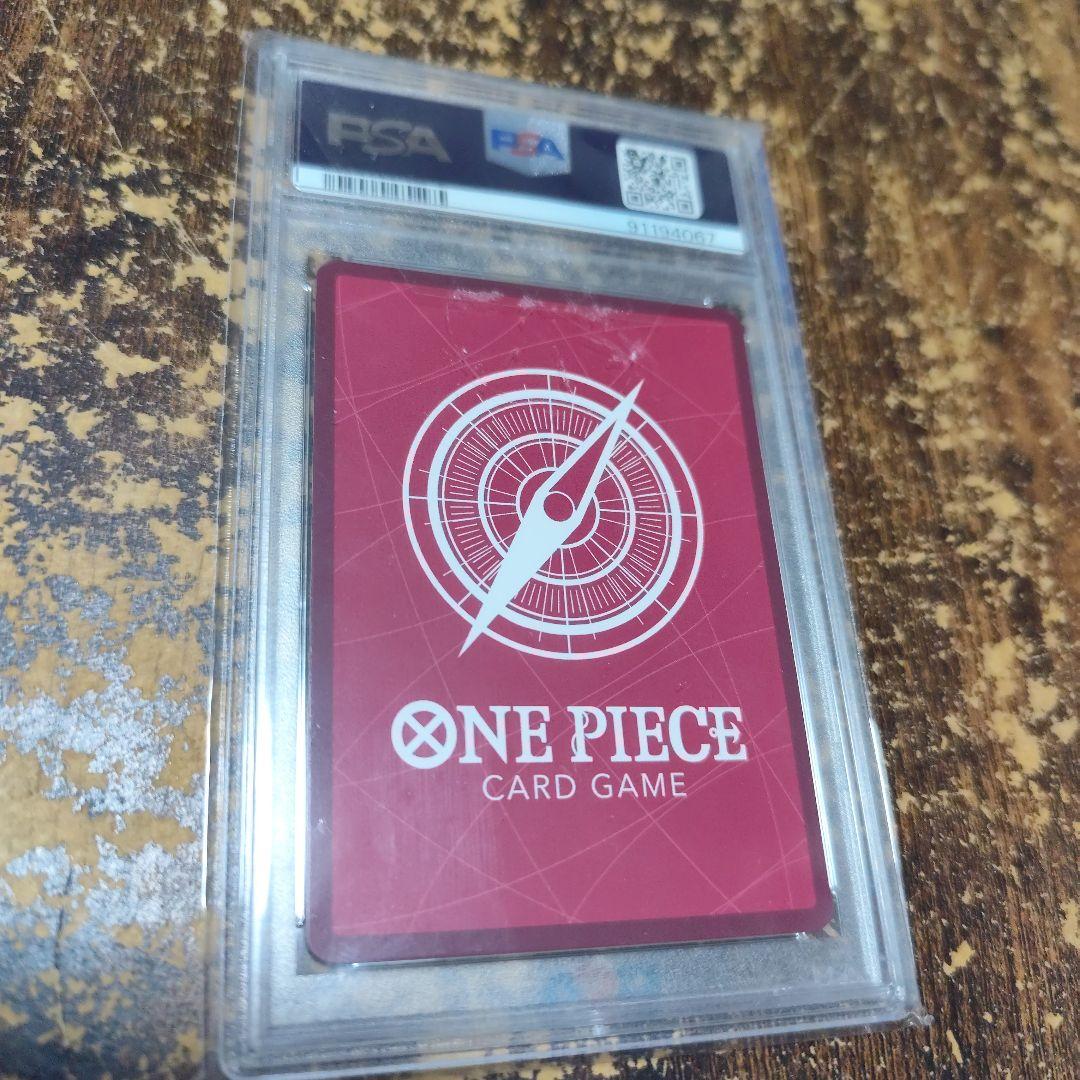 PSA
PSA
91194067
ONE PIECE
CARD GAME